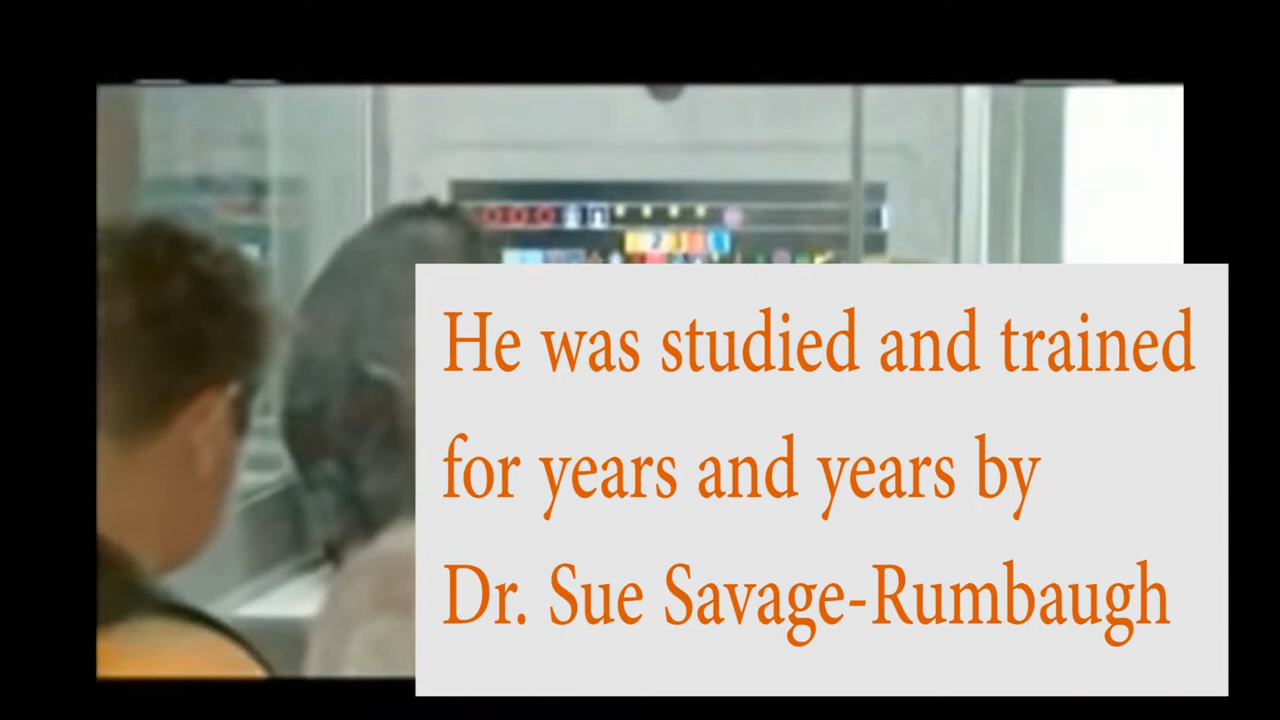 He was studied and trained
for years and years by
Dr. Sue Savage-Rumbaugh